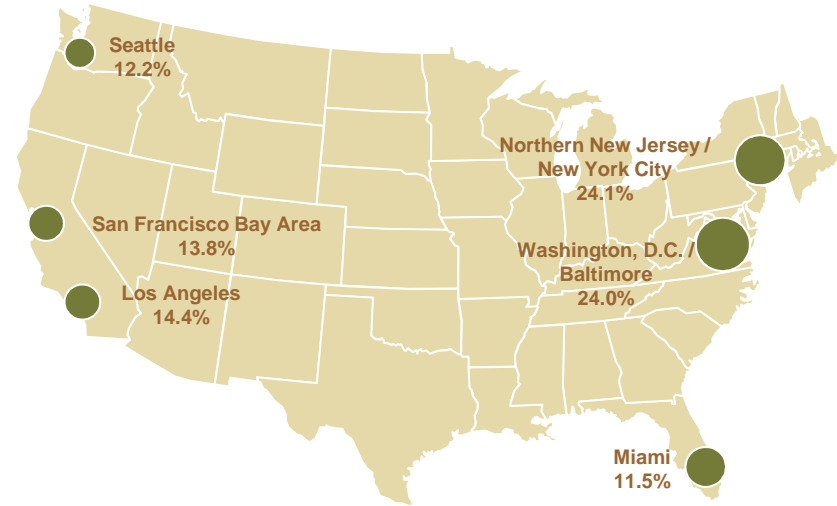 Seattle
12.2%
Northern New Jersey /
New York City
24.1%
San Francisco Bay Area
13.8%
Washington, D.C. /
Baltimore
24.0%
Los Angeles
14.4%
Miami
11.5%